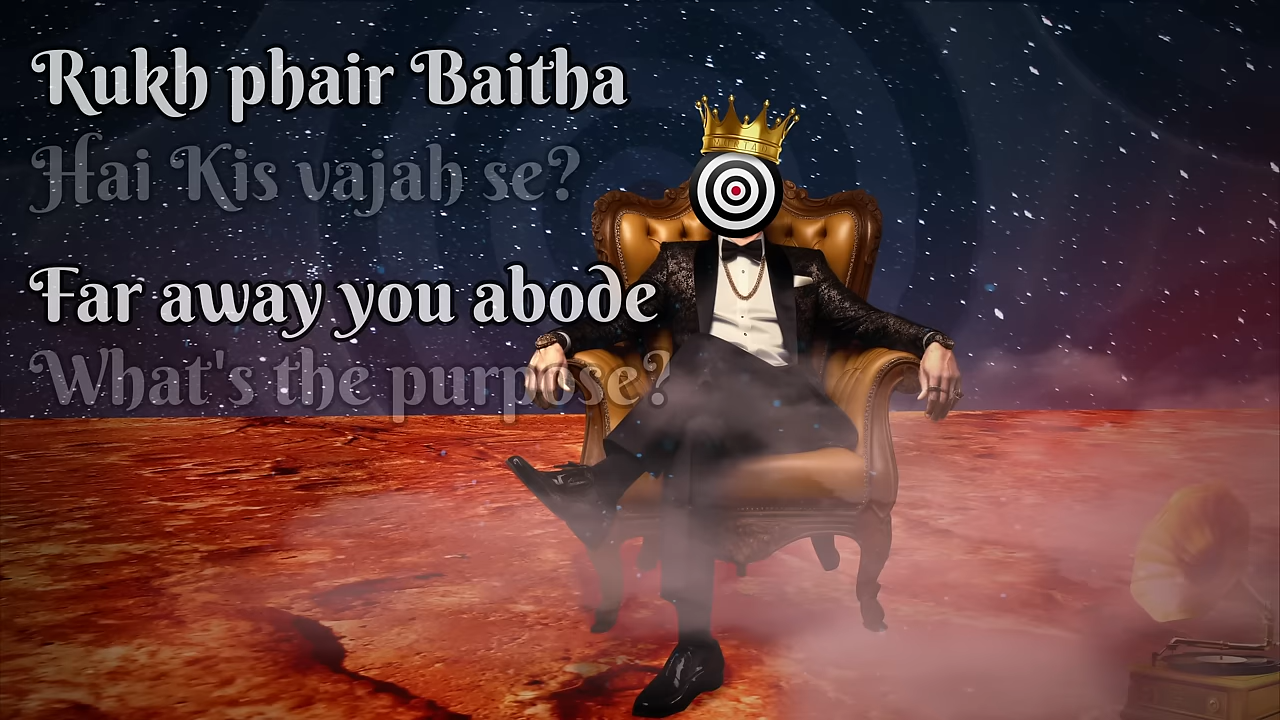 Rukh phair Baitha
Hai Kis vajah se?
Far away you abode
What's the purpose?